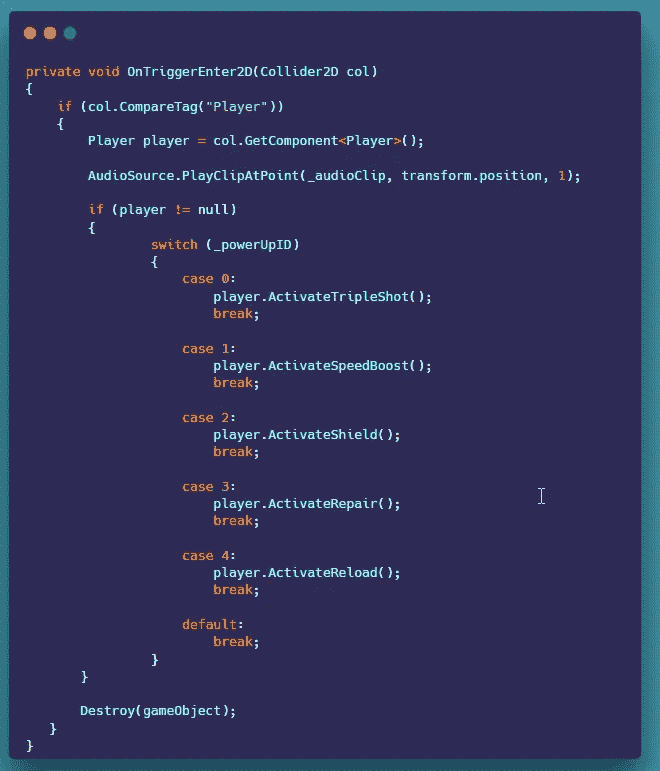 private void OnTriggerEnter2D(Collider2D col)
{
    if (col.CompareTag("Player"))
    {
        Player player = col.GetComponent<Player>();

        AudioSource.PlayClipAtPoint(_audioClip, transform.position, 1);

        if (player != null)
        {
                switch (_powerUpID)
                {
                    case 0:
                        player.ActivateTripleShot();
                        break;

                    case 1:
                        player.ActivateSpeedBoost();
                        break;

                    case 2:
                        player.ActivateShield();
                        break;

                    case 3:
                        player.ActivateRepair();
                        break;

                    case 4:
                        player.ActivateReload();
                        break;

                    default:
                        break;
                }
       }

       Destroy(gameObject);
   }
}